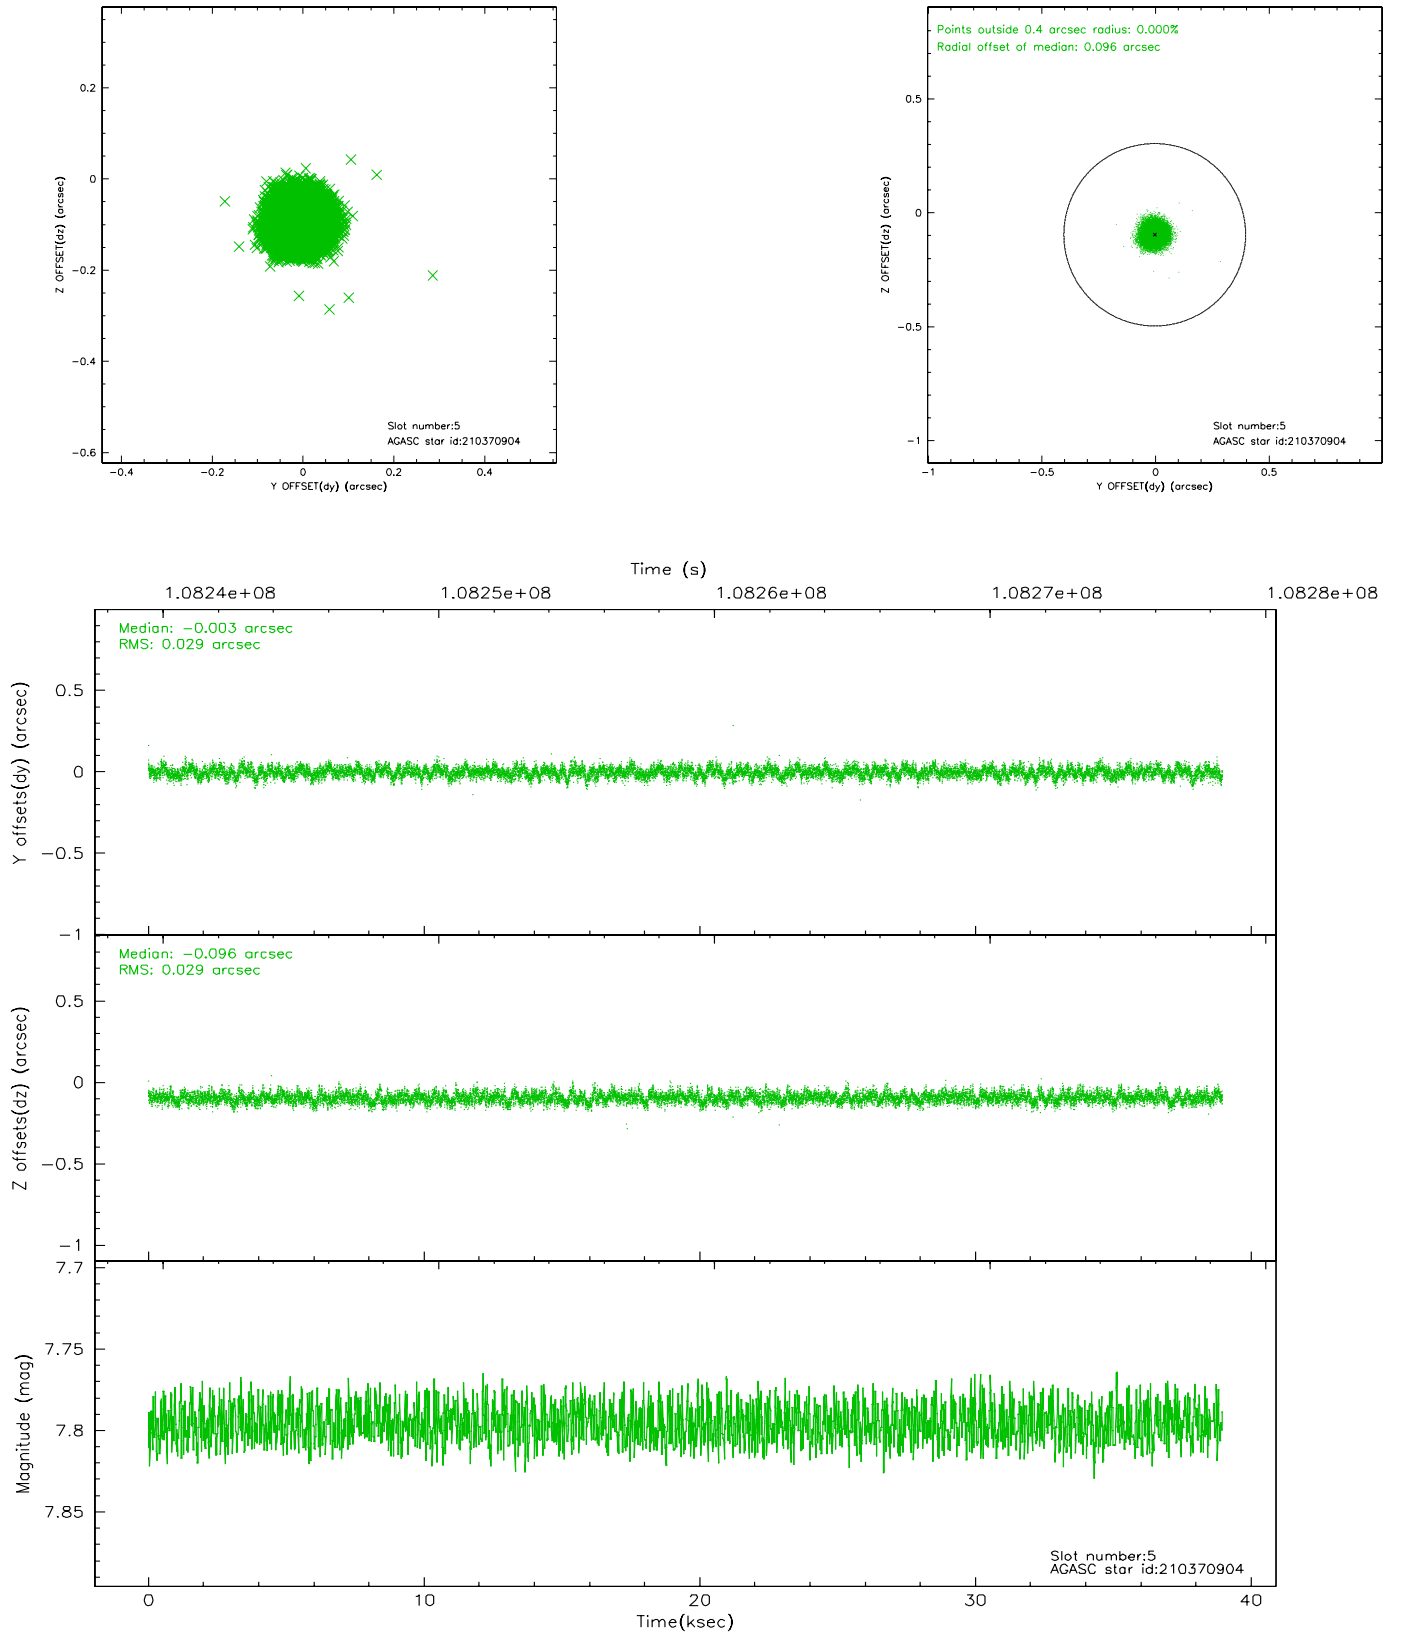 0.2
0
-0.2
-0.4
-0.6
Z OFFSET(dz) (arcsec)
Slot number:5
AGASC star id:210370904
-0.4 -0.2 0 0.2 0.4
Y OFFSET(dy) (arcsec)
Points outside 0.4 arcsec radius: 0.000%
Radial offset of median: 0.096 arcsec
0.5
0
-0.5
-1
Z OFFSET(dz) (arcsec)
Slot number:5
AGASC star id:210370904
-1 -0.5 0 0.5
Y OFFSET(dy) (arcsec)
Time (s)
1.0824e+08 1.0825e+08 1.0826e+08 1.0827e+08 1.0828e+08
Median: -0.003 arcsec
RMS: 0.029 arcsec
0.5
0
-0.5
-1
Y offsets(dy) (arcsec)
Median: -0.096 arcsec
RMS: 0.029 arcsec
0.5
0
-0.5
-1
Z offsets(dz) (arcsec)
7.7
7.75
7.8
7.85
Magnitude (mag)
Slot number:5
AGASC star id:210370904
0 10 20 30 40
Time(ksec)